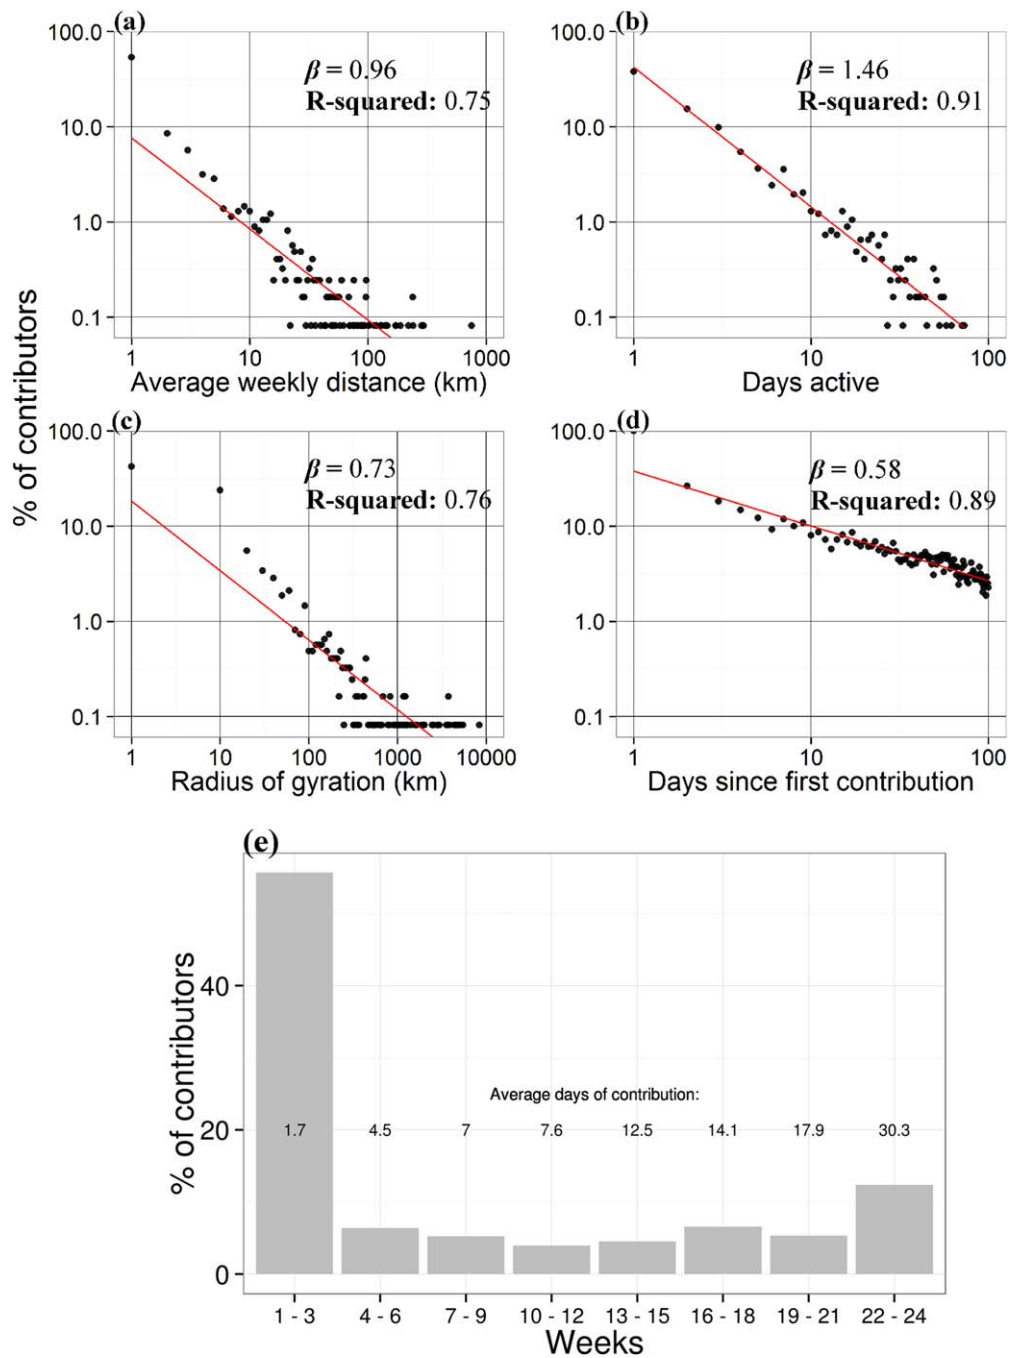 (a)
100.0
10.0
1.0
0.1
β = 0.96
R-squared: 0.75
1 10 100 1000
Average weekly distance (km)
(b)
100.0
10.0
1.0
0.1
β = 1.46
R-squared: 0.91
1 10 100
Days active
% of contributors
(c)
100.0
10.0
1.0
0.1
β = 0.73
R-squared: 0.76
1 10 100 1000 10000
Radius of gyration (km)
(d)
100.0
10.0
1.0
0.1
β = 0.58
R-squared: 0.89
1 10 100
Days since first contribution
(e)
% of contributors
40
20
0
Average days of contribution:
1.7 4.5 7 7.6 12.5 14.1 17.9 30.3
1 - 3 4 - 6 7 - 9 10 - 12 13 - 15 16 - 18 19 - 21 22 - 24
Weeks